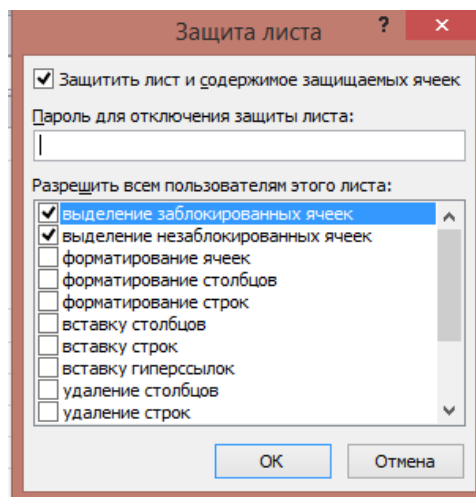 Защита листа
?
×
Защитить лист и содержимое защищаемых ячеек
Пароль для отключения защиты листа:
Разрешить всем пользователям этого листа:
выделение заблокированных ячеек
выделение незаблокированных ячеек
форматирование ячеек
форматирование столбцов
форматирование строк
вставку столбцов
вставку строк
вставку гиперссылок
удаление столбцов
удаление строк
ОК
Отмена